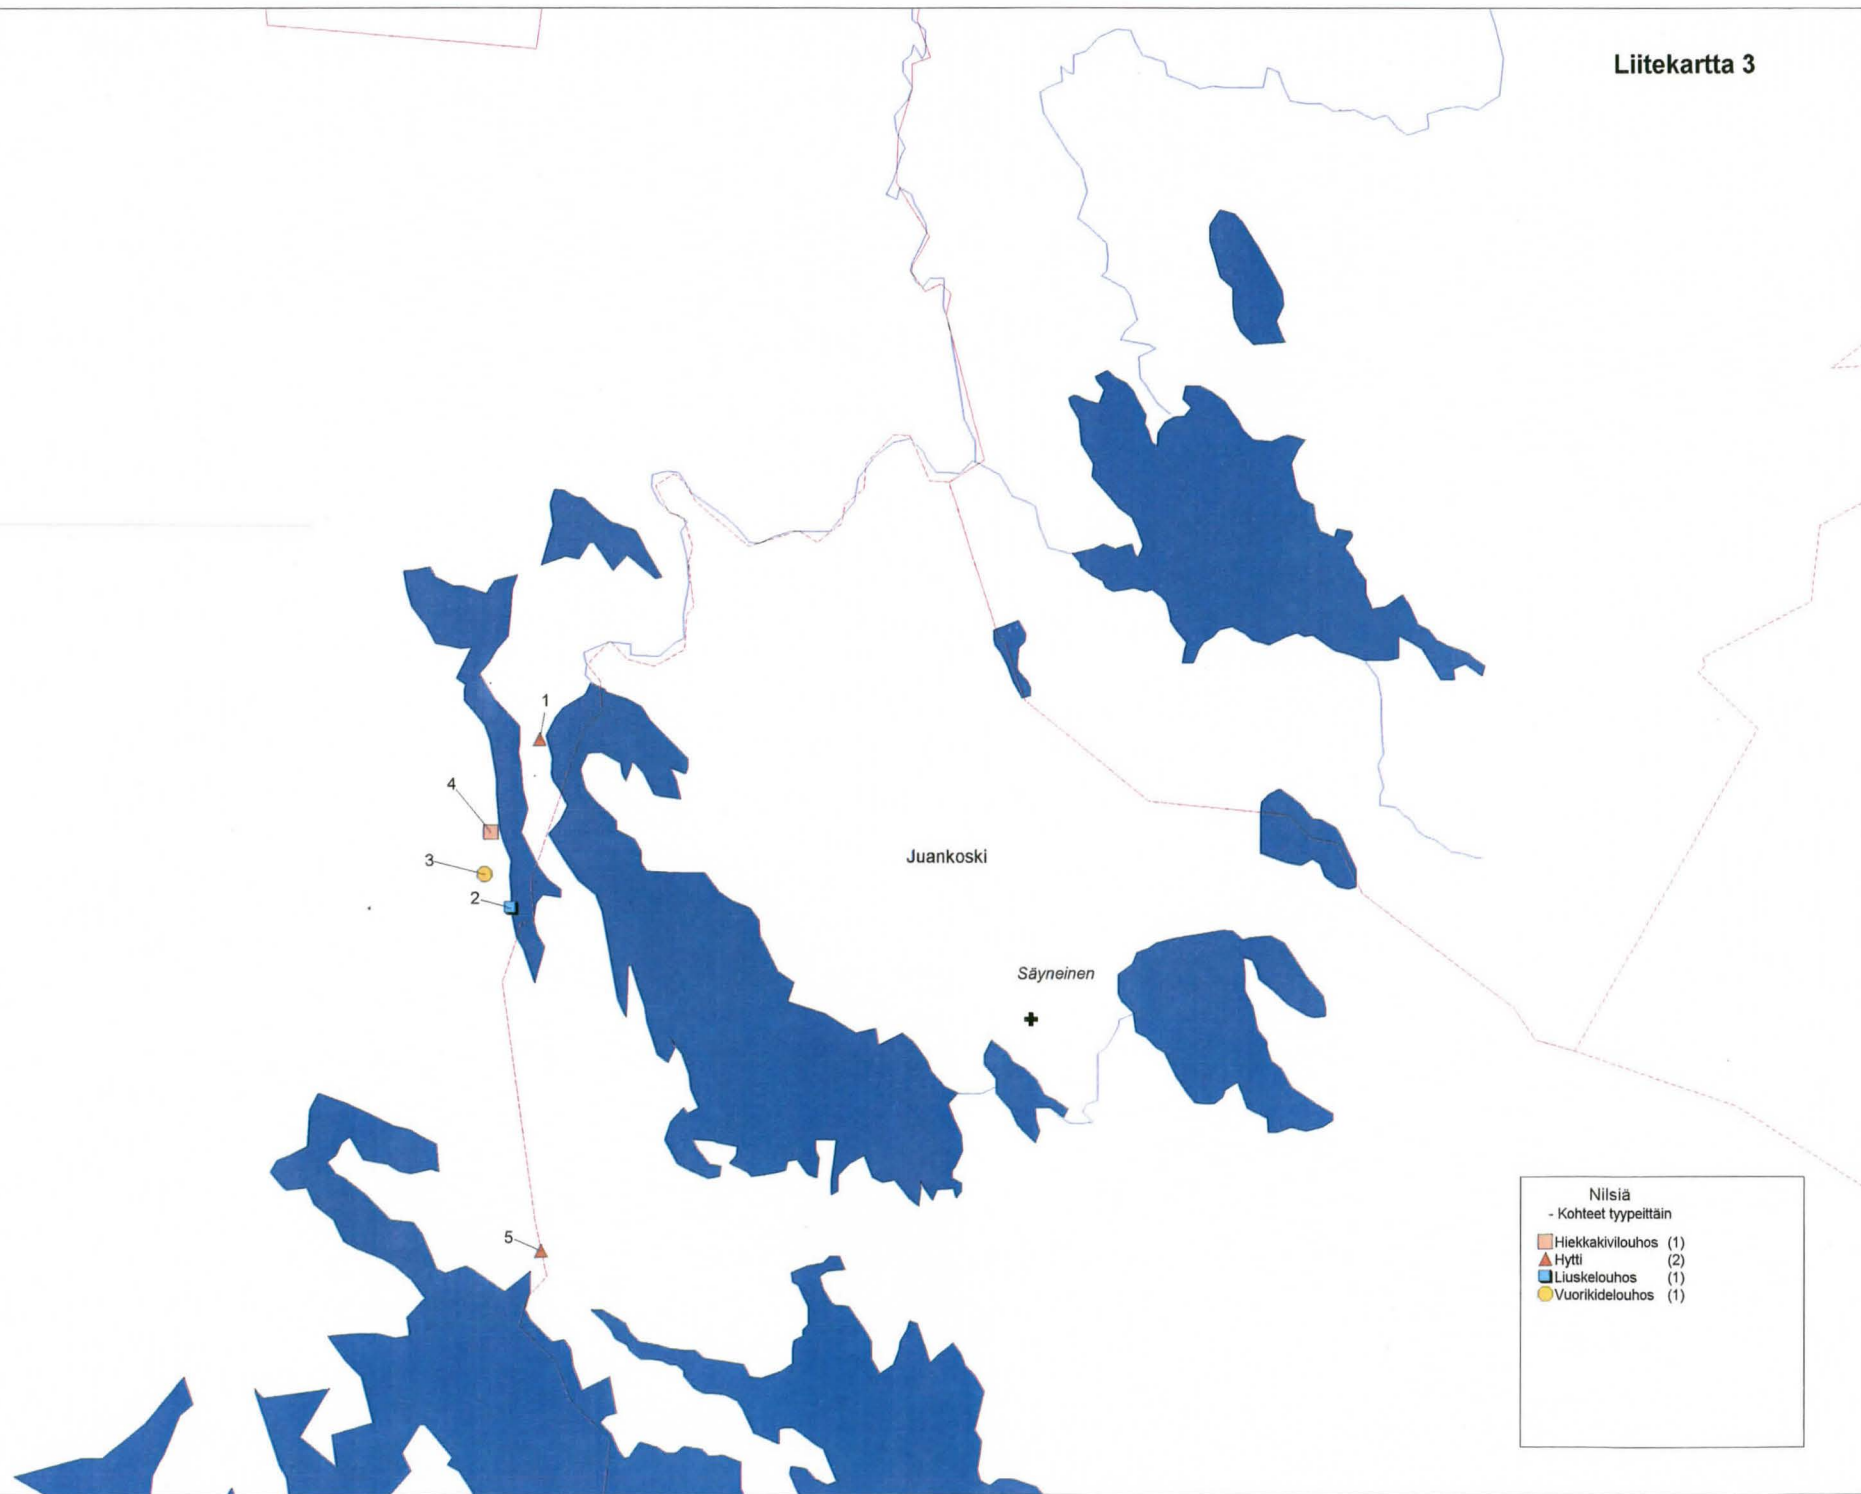 Liitekartta 3
1
4
3
2
Juankoski
Säyneinen
5
Nilsiä
- Kohteet tyypeittäin
Hiekkakivilouhos (1)
Hytti (2)
Liuskelouhos (1)
Vuorikidelouhos (1)